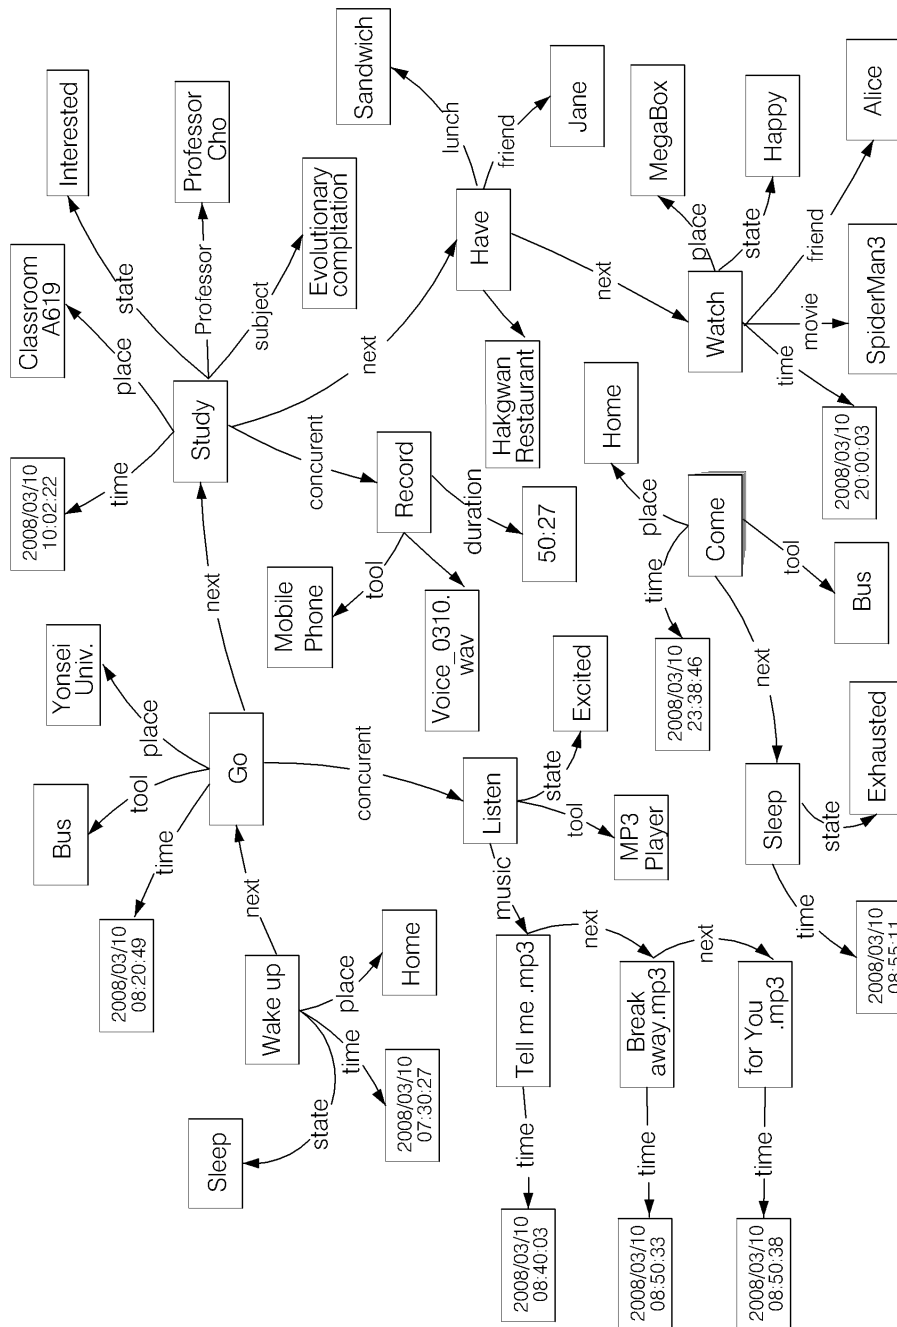 2008/03/10
10:02:22
Classroom
A619
Interested
Yonsei
Univ.
Bus
2008/03/10
08:20:49
time
tool
place
time
place
state
Professor
Cho
Sleep
state
Wake up
next
Go
next
Study
Professor
subject
Evolutionary
compltation
time
place
Home
2008/03/10
07:30:27
Mobile
Phone
tool
concurent
concurent
Record
next
Sandwich
lunch
Voice_0310.
wav
duration
50:27
Have
friend
Jane
Hakgwan
Restaurant
music
Listen
state
Excited
tool
MP3
Player
2008/03/10
08:40:03
time
Tell me .mp3
next
next
Home
MegaBox
2008/03/10
08:50:33
time
Break
away.mp3
next
2008/03/10
23:38:46
time
place
Come
Watch
place
state
Happy
2008/03/10
08:50:38
time
for You
.mp3
Sleep
next
tool
Bus
time
movie
friend
time
state
Exhausted
2008/03/10
20:00:03
SpiderMan3
Alice
2008/03/10